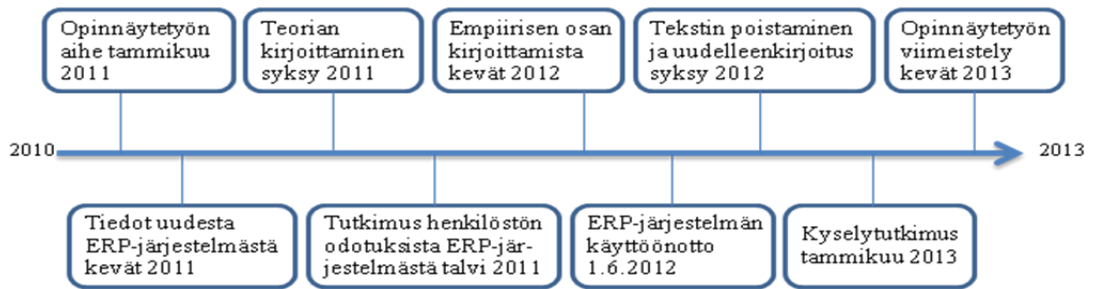 Opinnäytetyön
aihe tammikuu
2011
Teorian
kirjoittaminen
syksy 2011
Empiirisen osan
kirjoittamista
kevät 2012
Tekstin poistaminen
ja uudelleenkirjoitus
syksy 2012
Opinnäytetyön
viimeistely
kevät 2013
2010
2013
Tiedot uudesta
ERP-järjestelmästä
kevät 2011
Tutkimus henkilöstön
odotuksista ERP-jär-
jestelmästä talvi 2011
ERP-järjestelmän
käyttöönotto
1.6.2012
Kyselytutkimus
tammikuu 2013